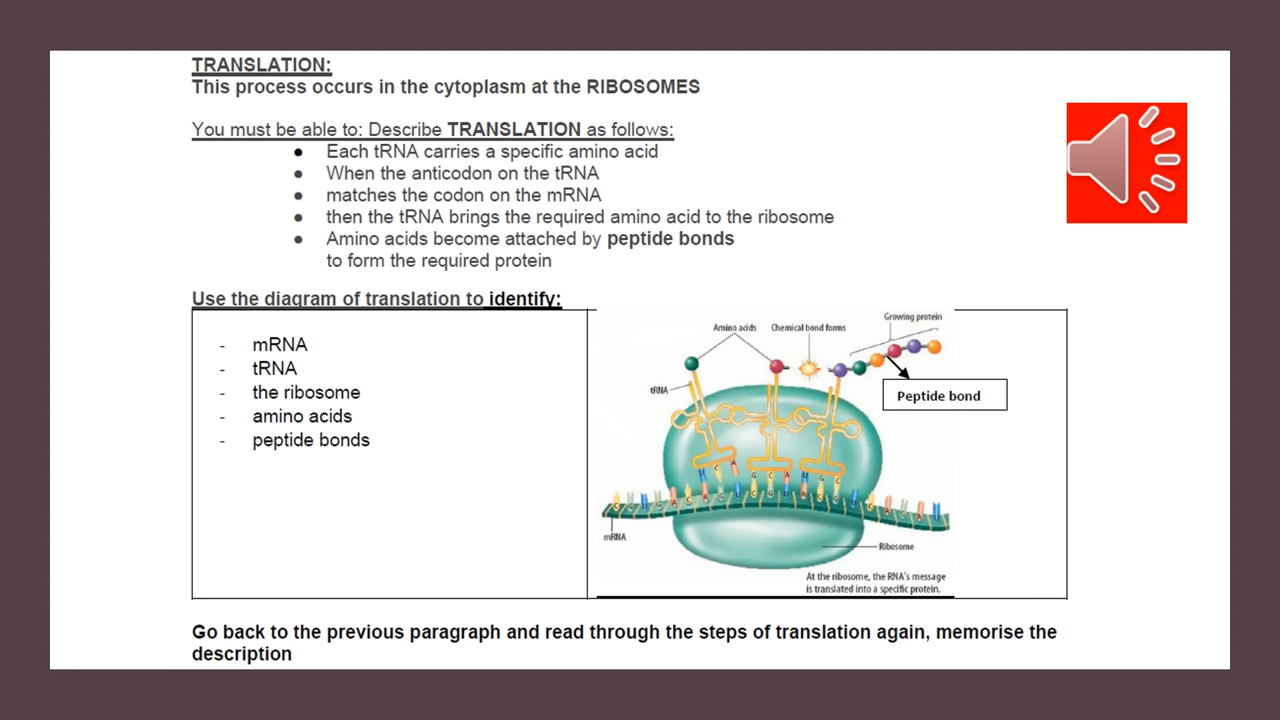 TRANSLATION:
This process occurs in the cytoplasm at the RIBOSOMES
You must be able to: Describe TRANSLATION as follows:
● Each tRNA carries a specific amino acid
● When the anticodon on the tRNA
● matches the codon on the mRNA
● then the tRNA brings the required amino acid to the ribosome
● Amino acids become attached by peptide bonds
to form the required protein
Use the diagram of translation to identify:
- mRNA
- tRNA
- the ribosome
- amino acids
- peptide bonds
Growing protein
Amino acids
Chemical bond forms
tRNA
Peptide bond
mRNA
Ribosome
At the ribosome, the RNA's message
is translated into a specific protein.
Go back to the previous paragraph and read through the steps of translation again, memorise the
description